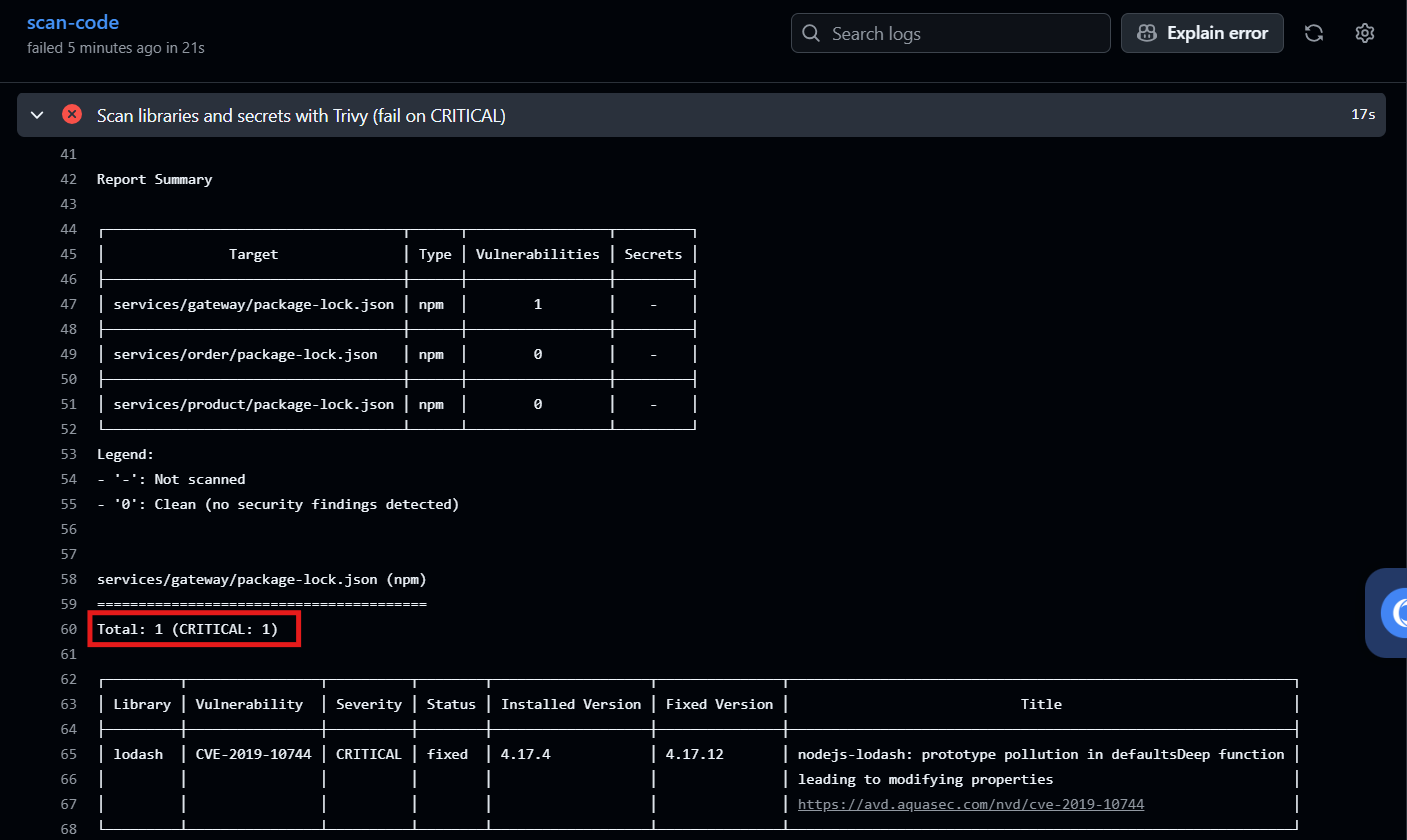 scan-code
failed 5 minutes ago in 21s
Search logs
Explain error
Scan libraries and secrets with Trivy (fail on CRITICAL)
17s
41
42 Report Summary
43
44
45 Target Type Vulnerabilities Secrets
46
47 services/gateway/package-lock.json npm 1 -
48
49 services/order/package-lock.json npm 0 -
50
51 services/product/package-lock.json npm 0 -
52
53 Legend:
54 - '-': Not scanned
55 - '0': Clean (no security findings detected)
56
57
58 services/gateway/package-lock.json (npm)
59 ========================================
60 Total: 1 (CRITICAL: 1)
61
62
63 Library Vulnerability Severity Status Installed Version Fixed Version Title
64
65 lodash CVE-2019-10744 CRITICAL fixed 4.17.4 4.17.12 nodejs-lodash: prototype pollution in defaultsDeep function
66 leading to modifying properties
67 https://avd.aquasec.com/nvd/cve-2019-10744
68